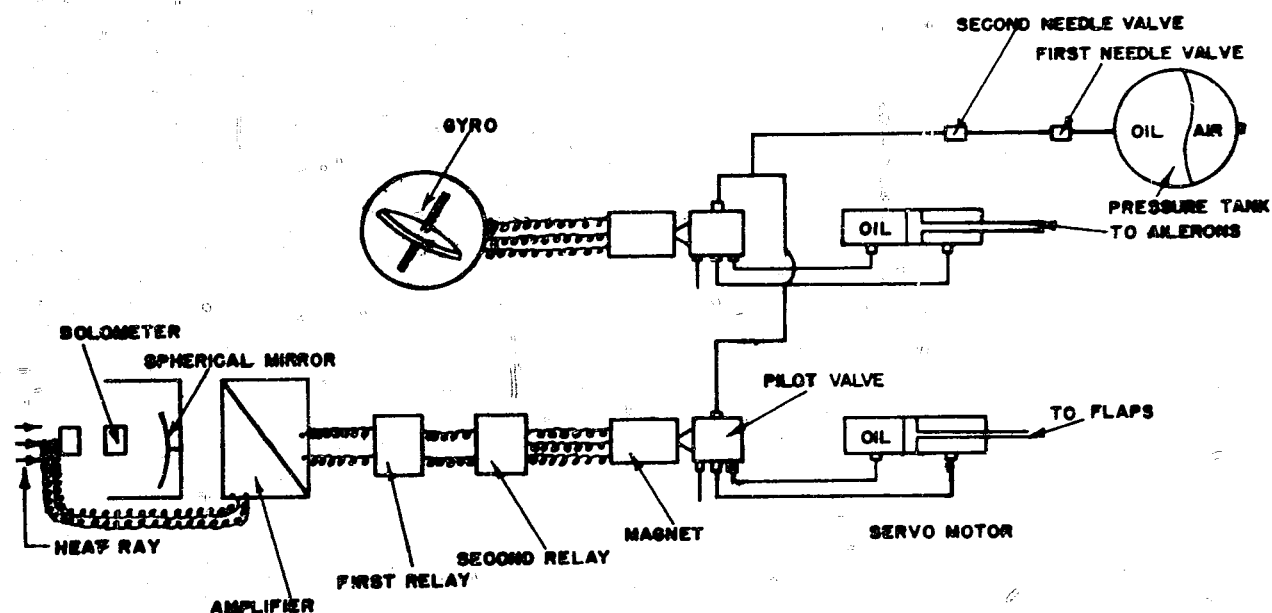 SECOND NEEDLE VALVE
FIRST NEEDLE VALVE
OIL
AIR
GYRO
PRESSURE TANK
OIL
TO AILERONS
BOLOMETER
SPHERICAL MIRROR
PILOT VALVE
TO FLAPS
OIL
MAGNET
SERVO MOTOR
HEAT RAY
SECOND RELAY
FIRST RELAY
AMPLIFIER